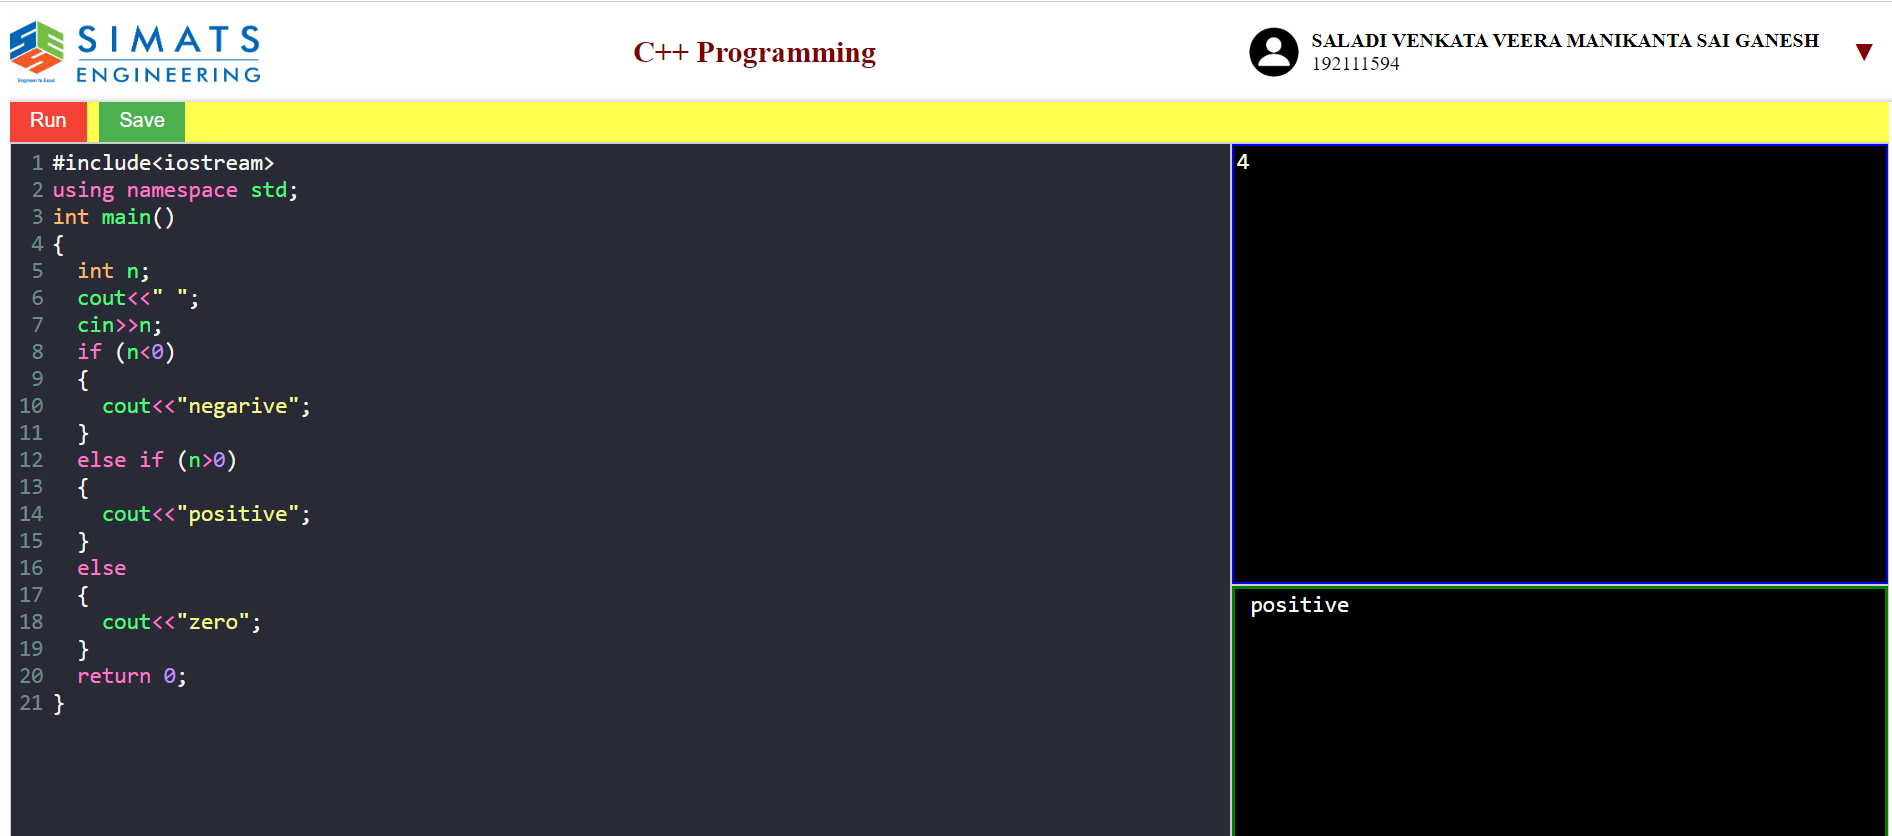 SIMATS
ENGINEERING
Engineer to Excel
C++ Programming
SALADI VENKATA VEERA MANIKANTA SAI GANESH
192111594
▼
Run Save
1 #include<iostream>
2 using namespace std;
3 int main()
4 {
5   int n;
6   cout<<" ";
7   cin>>n;
8   if (n<0)
9   {
10     cout<<"negarive";
11   }
12   else if (n>0)
13   {
14     cout<<"positive";
15   }
16   else
17   {
18     cout<<"zero";
19   }
20   return 0;
21 }
4
positive